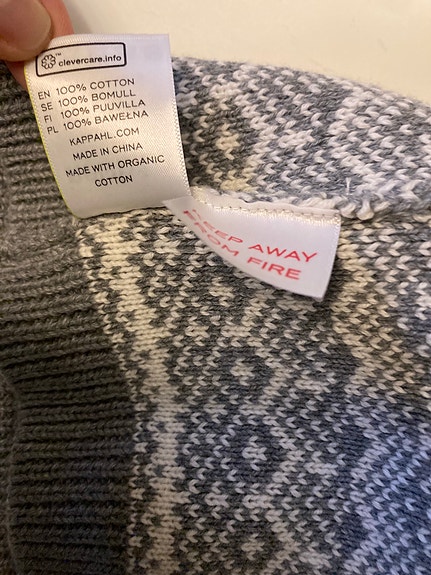 clevercare.info
EN 100% COTTON
SE 100% BOMULL
FI 100% PUUVILLA
PL 100% BAWEŁNA
KAPPAHL.COM
MADE IN CHINA
MADE WITH ORGANIC
COTTON
KEEP AWAY
FROM FIRE